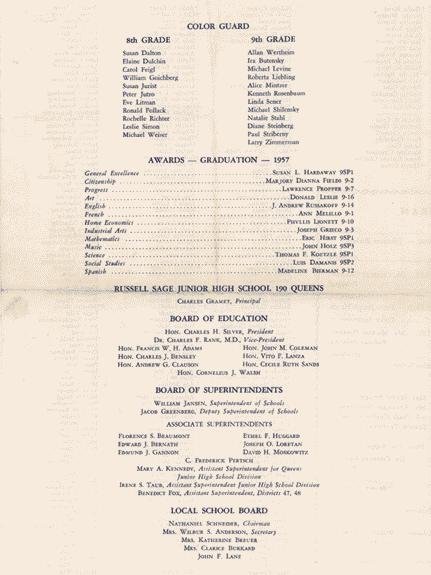 COLOR GUARD
8th GRADE
Susan Dalton
Elaine Dulchin
Carol Feigl
William Goichberg
Susan Jurist
Peter Jutro
Eve Litman
Ronald Pollack
Rochelle Richter
Leslie Simon
Michael Weiser
9th GRADE
Allan Wertheim
Ira Butensky
Michael Levine
Roberta Liebling
Alice Mintzer
Kenneth Rosenbaum
Linda Sener
Michael Shilensky
Natalie Stahl
Diane Steinberg
Paul Striberny
Larry Zimmerman
AWARDS — GRADUATION — 1957
General Excellence SUSAN L. HARDAWAY 9SP1
Citizenship MARJORY DIANNA FIELDS 9-2
Progress LAWRENCE PROPPER 9-7
Art DONALD LESLIE 9-16
English J. ANDREW RUSSAKOFF 9-14
French ANN MELILLO 9-1
Home Economics PHYLLIS LIONETT 9-10
Industrial Arts JOSEPH GRIECO 9-3
Mathematics ERIC HIRST 9SP1
Music JOHN HOLZ 9SP3
Science THOMAS F. KOETZLE 9SP1
Social Studies LUIS DAMANIS 9SP2
Spanish MADELINE BIERMAN 9-12
RUSSELL SAGE JUNIOR HIGH SCHOOL 190 QUEENS
CHARLES GRAMET, Principal
BOARD OF EDUCATION
HON. CHARLES H. SILVER, President
DR. CHARLES F. RANK, M.D., Vice-President
HON. FRANCIS W. H. ADAMS HON. JOHN M. COLEMAN
HON. CHARLES J. BENSLEY HON. VITO F. LANZA
HON. ANDREW G. CLAUSON HON. CECILE RUTH SANDS
HON. CORNELIUS J. WALSH
BOARD OF SUPERINTENDENTS
WILLIAM JANSEN, Superintendent of Schools
JACOB GREENBERG, Deputy Superintendent of Schools
ASSOCIATE SUPERINTENDENTS
FLORENCE S. BEAUMONT ETHEL F. HUGGARD
EDWARD J. BERNATH JOSEPH O. LORETAN
EDMUND J. GANNON DAVID H. MOSKOWITZ
C. FREDERICK PERTSCH
MARY A. KENNEDY, Assistant Superintendent for Queens
Junior High School Division
IRENE S. TAUB, Assistant Superintendent Junior High School Division
BENEDICT FOX, Assistant Superintendent, Districts 47, 48
LOCAL SCHOOL BOARD
NATHANIEL SCHNEIDER, Chairman
MRS. WILBUR S. ANDERSON, Secretary
MRS. KATHERINE BREUER
MRS. CLARICE BURKARD
JOHN F. LANE